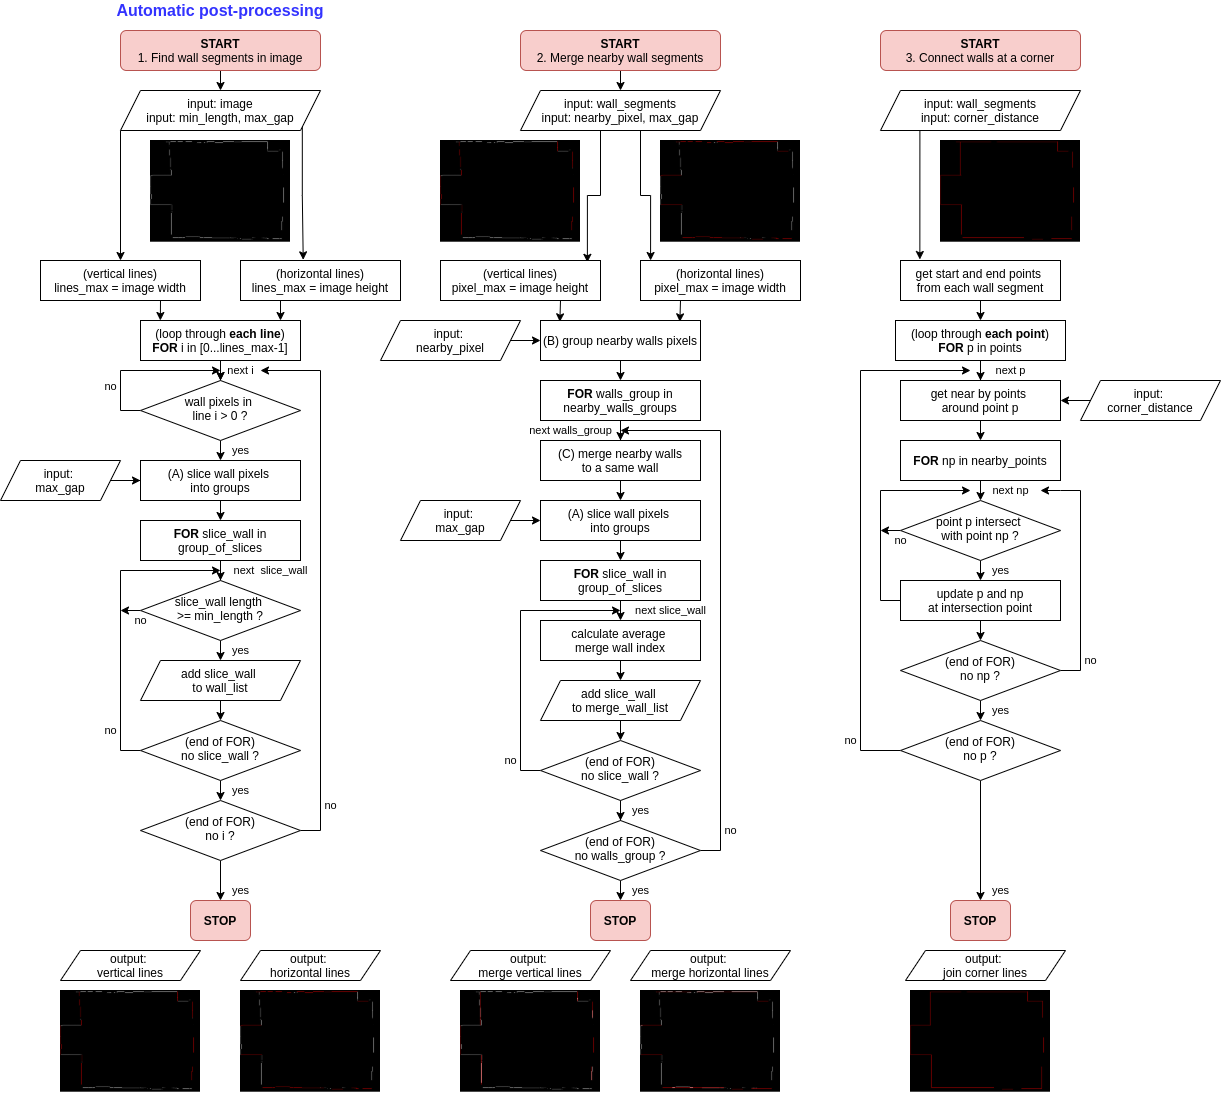 Automatic post-processing
START
1. Find wall segments in image
input: image
input: min_length, max_gap
(vertical lines)
lines_max = image width
(horizontal lines)
lines_max = image height
(loop through each line)
FOR i in [0...lines_max-1]
next i
no
wall pixels in
line i > 0 ?
yes
input:
max_gap
(A) slice wall pixels
into groups
FOR slice_wall in
group_of_slices
next slice_wall
slice_wall length
>= min_length ?
no
yes
add slice_wall
to wall_list
no
(end of FOR)
no slice_wall ?
yes
(end of FOR)
no i ?
no
yes
STOP
output:
vertical lines
output:
horizontal lines
START
2. Merge nearby wall segments
input: wall_segments
input: nearby_pixel, max_gap
(vertical lines)
pixel_max = image height
(horizontal lines)
pixel_max = image width
input:
nearby_pixel
(B) group nearby walls pixels
FOR walls_group in
nearby_walls_groups
next walls_group
(C) merge nearby walls
to a same wall
input:
max_gap
(A) slice wall pixels
into groups
FOR slice_wall in
group_of_slices
next slice_wall
calculate average
merge wall index
add slice_wall
to merge_wall_list
no
(end of FOR)
no slice_wall ?
yes
(end of FOR)
no walls_group ?
no
yes
STOP
output:
merge vertical lines
output:
merge horizontal lines
START
3. Connect walls at a corner
input: wall_segments
input: corner_distance
get start and end points
from each wall segment
(loop through each point)
FOR p in points
next p
get near by points
around point p
input:
corner_distance
FOR np in nearby_points
next np
point p intersect
with point np ?
no
yes
update p and np
at intersection point
(end of FOR)
no np ?
no
yes
(end of FOR)
no p ?
no
yes
STOP
output:
join corner lines